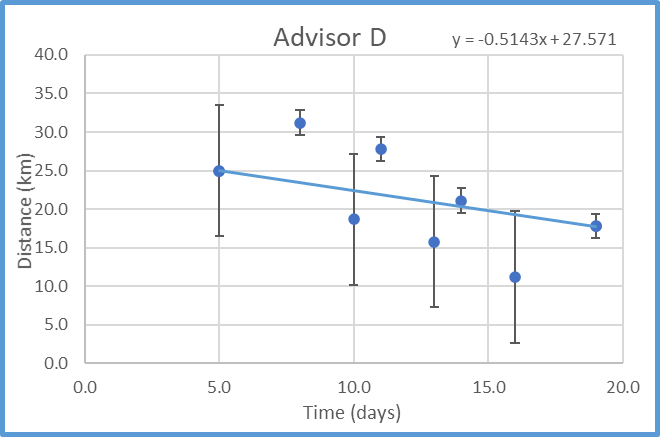 Advisor D
y = -0.5143x + 27.571
40.0
35.0
30.0
25.0
20.0
15.0
10.0
5.0
0.0
Distance (km)
0.0 5.0 10.0 15.0 20.0
Time (days)